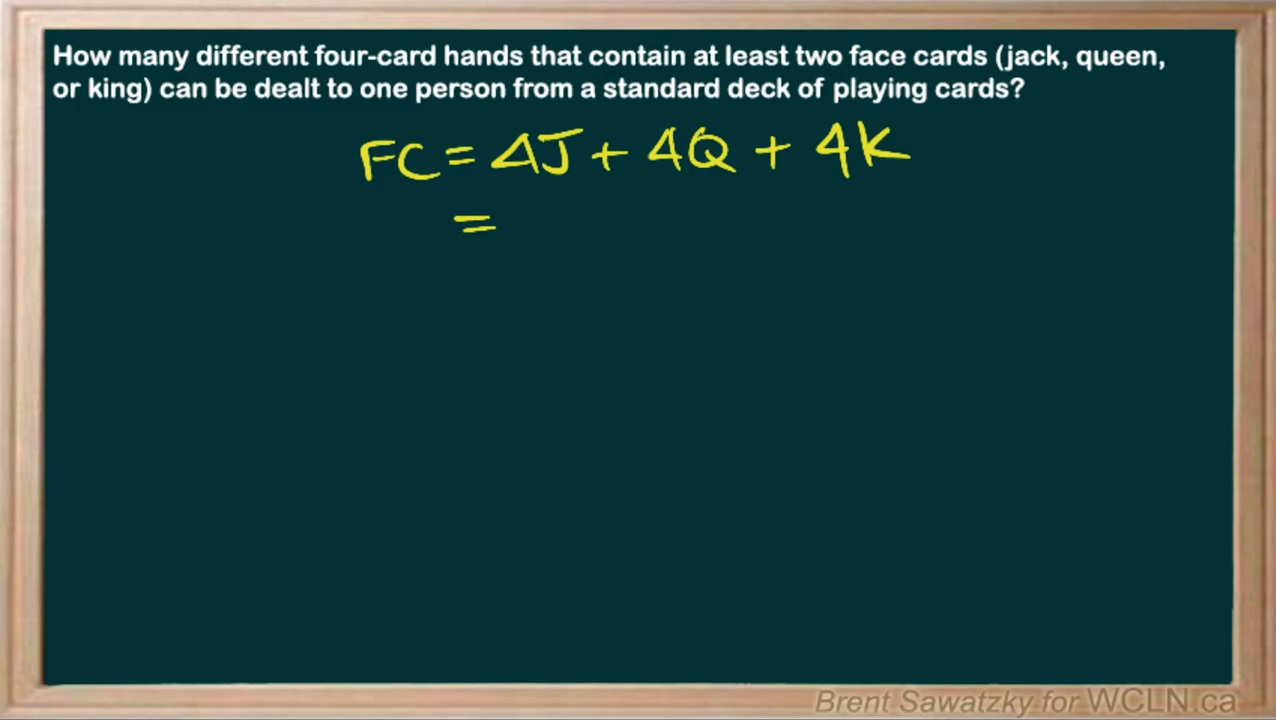 How many different four-card hands that contain at least two face cards (jack, queen,
or king) can be dealt to one person from a standard deck of playing cards?
FC = 4J + 4Q + 4K
=
Brent Sawatzky for WCLN.ca